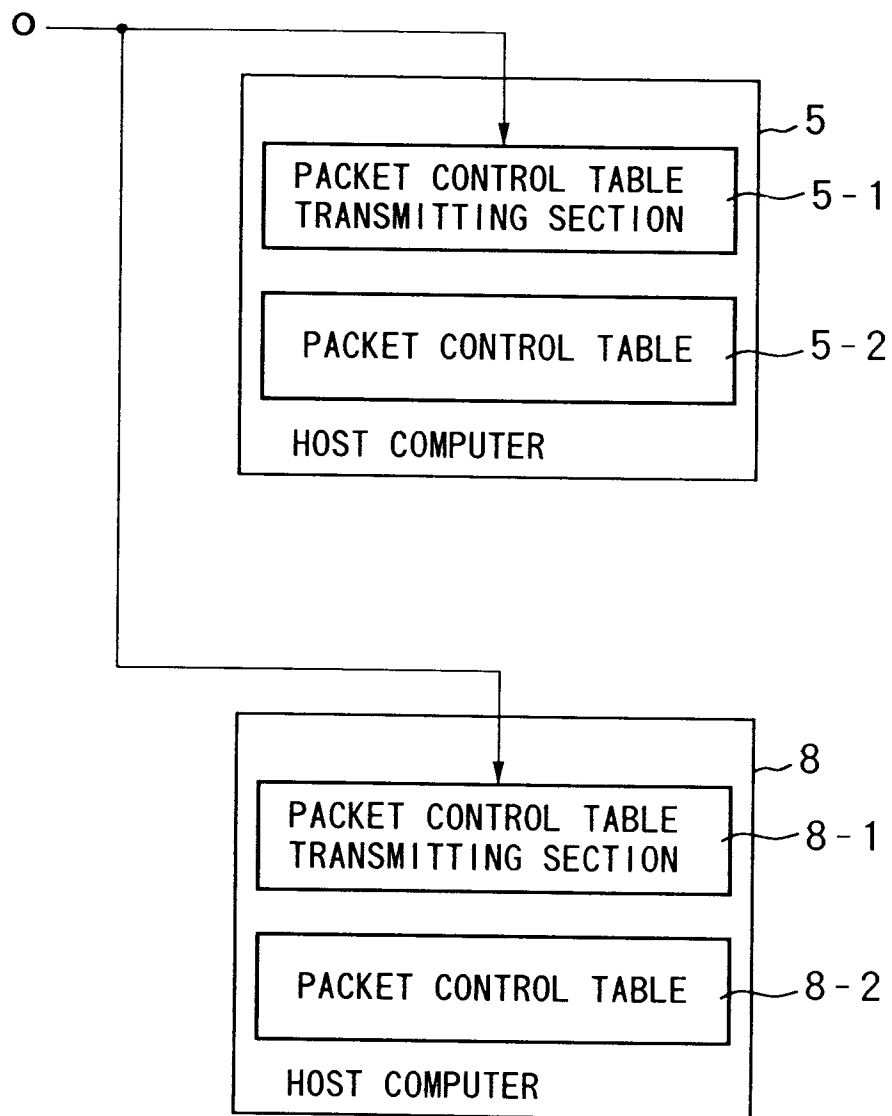 O
5
PACKET CONTROL TABLE
TRANSMITTING SECTION
5-1
PACKET CONTROL TABLE
5-2
HOST COMPUTER
8
PACKET CONTROL TABLE
TRANSMITTING SECTION
8-1
PACKET CONTROL TABLE
8-2
HOST COMPUTER